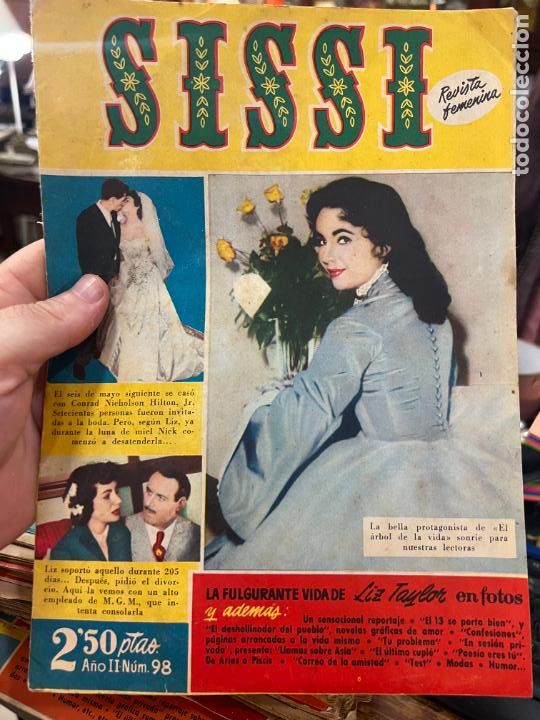 SISSI
Revista
femenina
El seis de mayo siguiente se casó
con Conrad Nicholson Hilton, Jr.
Setecientas personas fueron invita-
das a la boda. Pero, según Liz, ya
durante la luna de miel Nick co-
menzó a desatenderla...
La bella protagonista de «El
árbol de la vida» sonríe para
nuestras lectoras
Liz soportó aquello durante 205
días... Después, pidió el divor-
cio. Aquí la vemos con un alto
empleado de M. G. M., que in-
tenta consolarla
2'50 ptas.
Año II-Núm. 98
LA FULGURANTE VIDA DE Liz Taylor en fotos
y además:
Un sensacional reportaje • "El 13 se porta bien", y
"El deshollinador del pueblo", novelas gráficas de amor • "Confesiones",
páginas arrancadas a la vida misma • "Tu problema" • "En sesión pri-
vada", presenta: "Llamas sobre Asia" • "El último cuplé" • "Poesía eres tú".
De Aries a Piscis • "Correo de la amistad" • "Test" • Modas • Humor...
todocoleccion